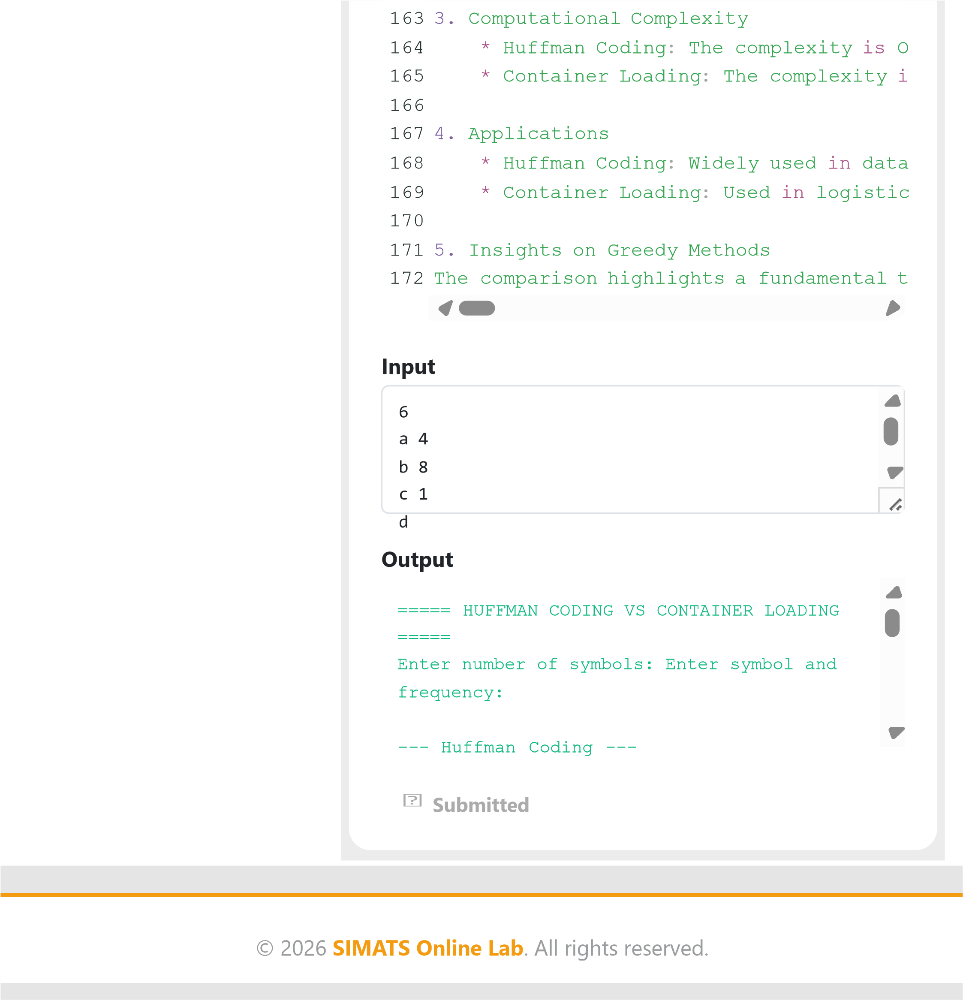 163 3. Computational Complexity
164 * Huffman Coding: The complexity is O
165 * Container Loading: The complexity i
166
167 4. Applications
168 * Huffman Coding: Widely used in data
169 * Container Loading: Used in logistic
170
171 5. Insights on Greedy Methods
172 The comparison highlights a fundamental t
Input
6
a 4
b 8
c 1
d
Output
===== HUFFMAN CODING VS CONTAINER LOADING
=====
Enter number of symbols: Enter symbol and
frequency:
--- Huffman Coding ---
Submitted
© 2026 SIMATS Online Lab. All rights reserved.